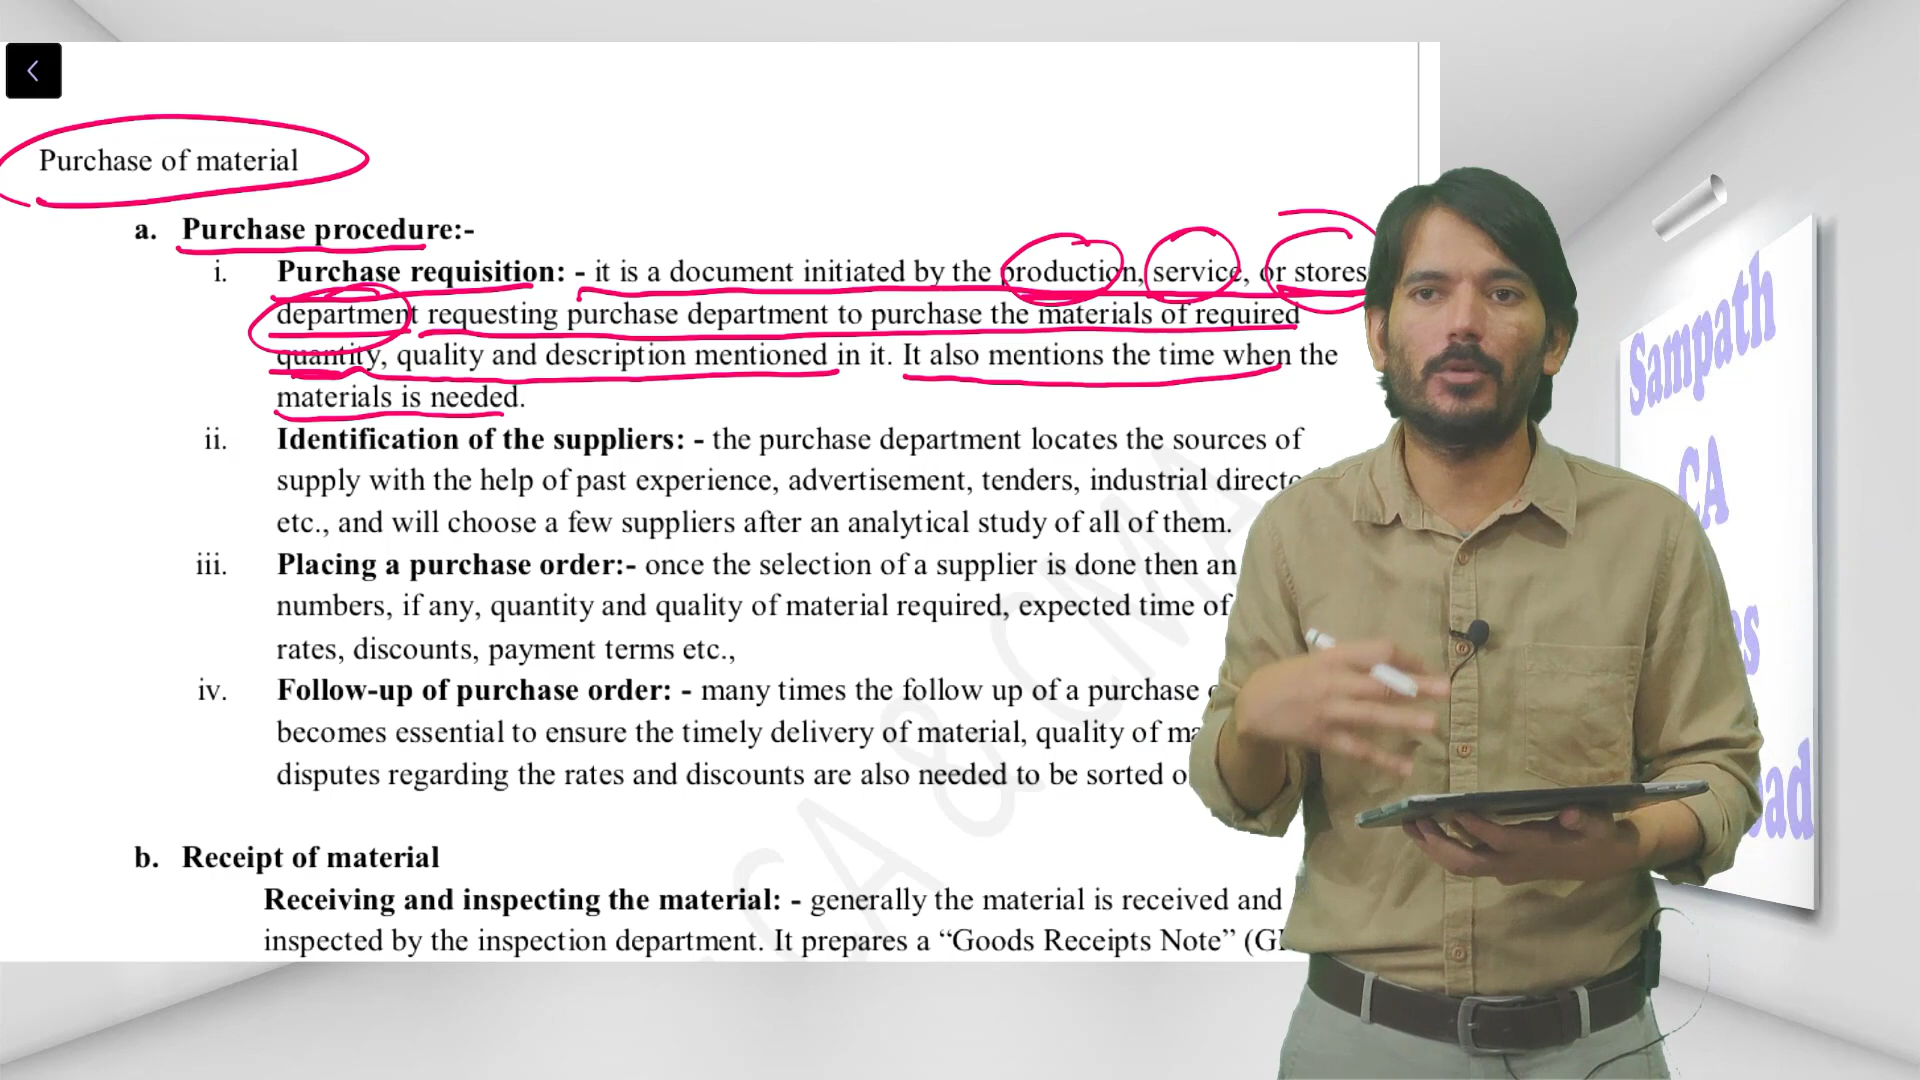 Purchase of material
a. Purchase procedure:-
i. Purchase requisition: - it is a document initiated by the production, service, or stores
department requesting purchase department to purchase the materials of required
quantity, quality and description mentioned in it. It also mentions the time when the
materials is needed.
ii. Identification of the suppliers: - the purchase department locates the sources of
supply with the help of past experience, advertisement, tenders, industrial
etc., and will choose a few suppliers after an analytical study of all of them.
iii. Placing a purchase order:- once the selection of a supplier is done then an
numbers, if any, quantity and quality of material required, expected time of
rates, discounts, payment terms etc.,
iv. Follow-up of purchase order: - many times the follow up of a purchase
becomes essential to ensure the timely delivery of material, quality of
disputes regarding the rates and discounts are also needed to be sorted
b. Receipt of material
Receiving and inspecting the material: - generally the material is received and
inspected by the inspection department. It prepares a “Goods Receipts Note”
CA & CMA
Sampath
CA